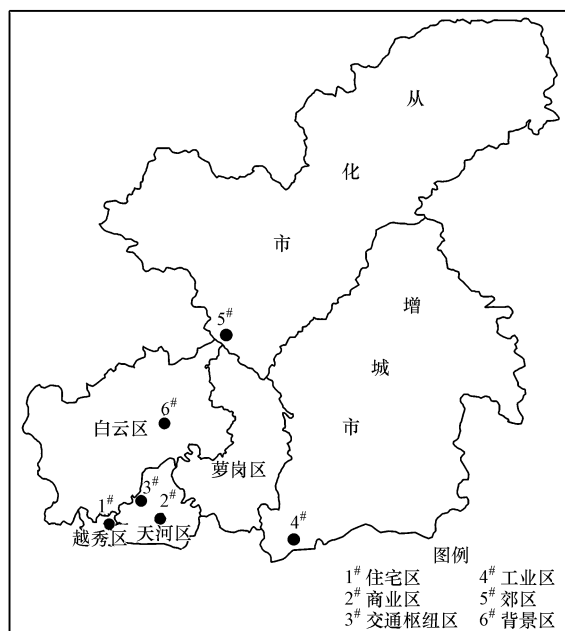 从
化
市
增
城
市
5#
6#
白云区
萝岗区
3#
2#
1#
4#
越秀区
天河区
图例
1# 住宅区 4# 工业区
2# 商业区 5# 郊区
3# 交通枢纽区 6# 背景区